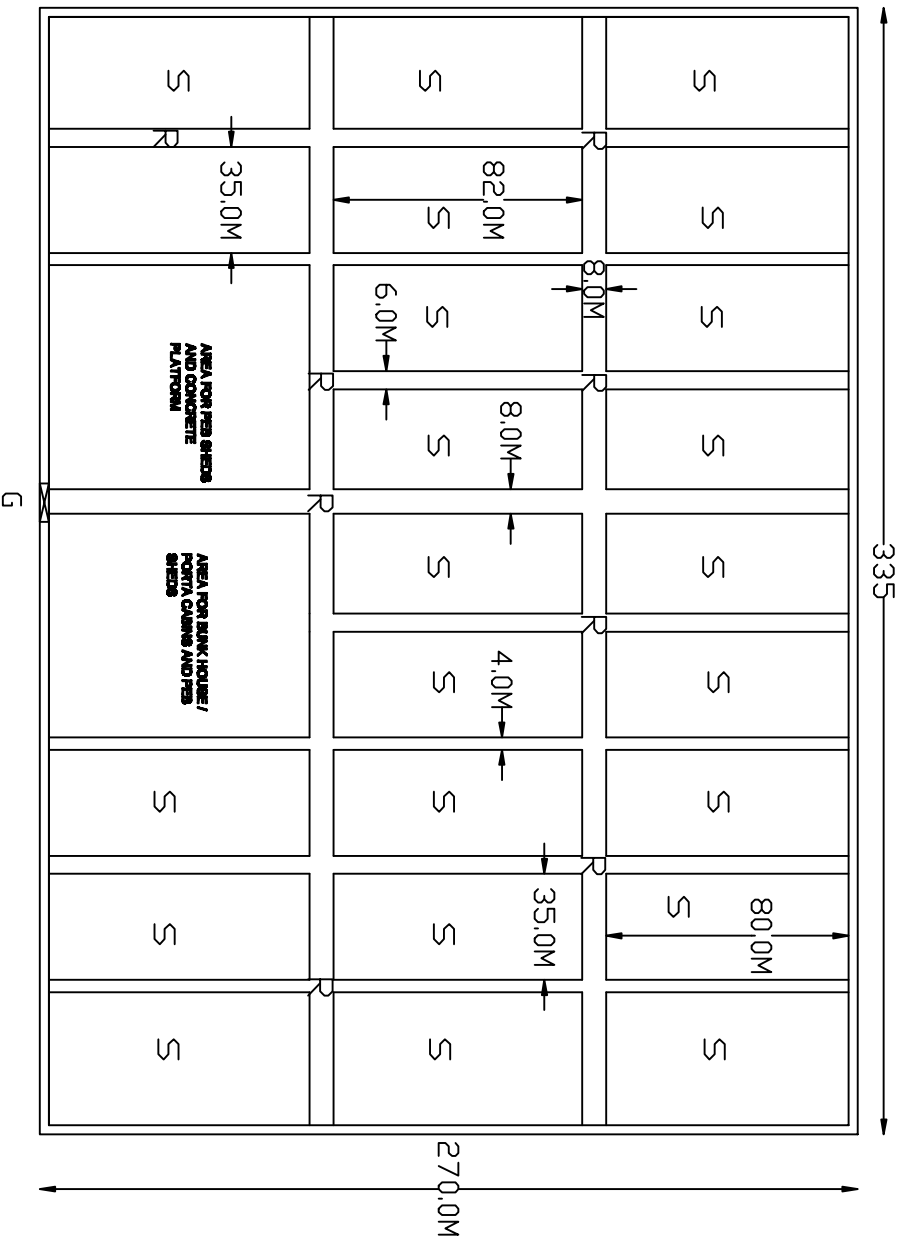 335
S
S
S
S
S
S
S
80.0M
S
S
R
8.0M
R
R
R
S
82.0M
S
S
6.0M
S
8.0M
S
S
4.0M
S
35.0M
S
S
270.0M
R
R
R
S
R
35.0M
AREA FOR PEB SHEDS
AND CONCRETE
PLATFORM
AREA FOR BUNK HOUSE /
PORTA CABINS AND PEB
SHEDS
S
S
S
G